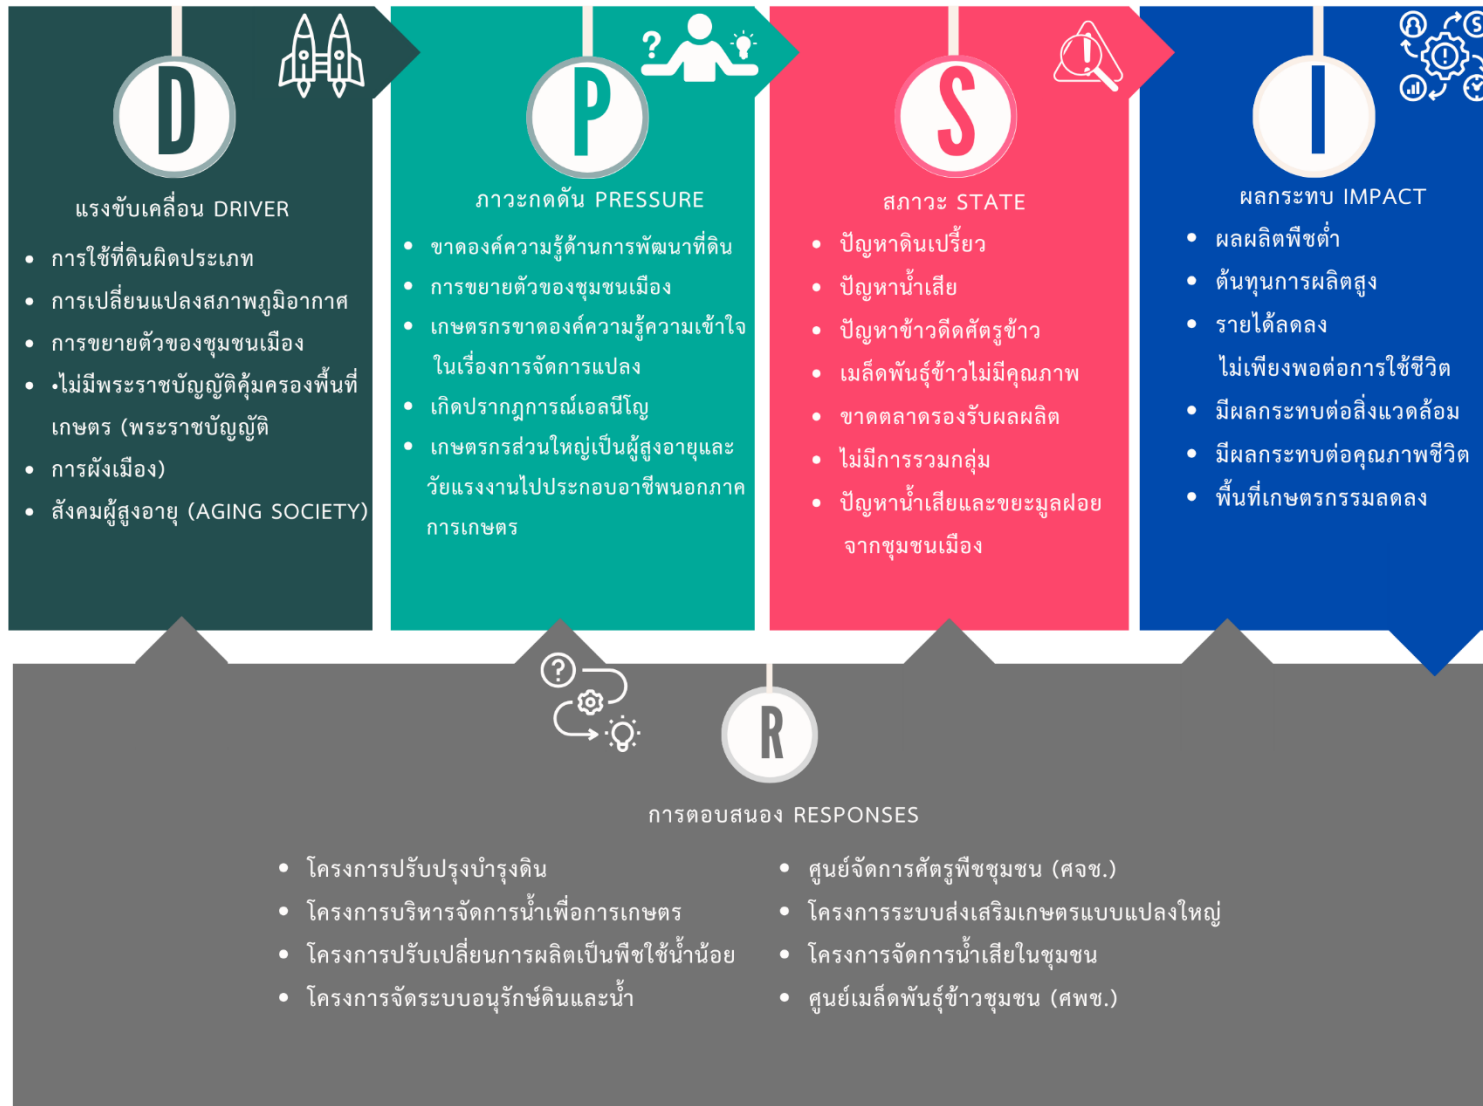 D
แรงขับเคลื่อน DRIVER
• การใช้ที่ดินผิดประเภท
• การเปลี่ยนแปลงสภาพภูมิอากาศ
• การขยายตัวของชุมชนเมือง
• •ไม่มีพระราชบัญญัติคุ้มครองพื้นที่
เกษตร (พระราชบัญญัติ
• การผังเมือง)
• สังคมผู้สูงอายุ (AGING SOCIETY)
?
P
ภาวะกดดัน PRESSURE
• ขาดองค์ความรู้ด้านการพัฒนาที่ดิน
• การขยายตัวของชุมชนเมือง
• เกษตรกรขาดองค์ความรู้ความเข้าใจ
ในเรื่องการจัดการแปลง
• เกิดปรากฎการณ์เอลนีโญ
• เกษตรกรส่วนใหญ่เป็นผู้สูงอายุและ
วัยแรงงานไปประกอบอาชีพนอกภาค
การเกษตร
S
สภาวะ STATE
• ปัญหาดินเปรี้ยว
• ปัญหาน้ำเสีย
• ปัญหาข้าวดีดศัตรูข้าว
• เมล็ดพันธุ์ข้าวไม่มีคุณภาพ
• ขาดตลาดรองรับผลผลิต
• ไม่มีการรวมกลุ่ม
• ปัญหาน้ำเสียและขยะมูลฝอย
จากชุมชนเมือง
I
ผลกระทบ IMPACT
• ผลผลิตพืชต่ำ
• ต้นทุนการผลิตสูง
• รายได้ลดลง
ไม่เพียงพอต่อการใช้ชีวิต
• มีผลกระทบต่อสิ่งแวดล้อม
• มีผลกระทบต่อคุณภาพชีวิต
• พื้นที่เกษตรกรรมลดลง
?
R
การตอบสนอง RESPONSES
• โครงการปรับปรุงบำรุงดิน
• โครงการบริหารจัดการน้ำเพื่อการเกษตร
• โครงการปรับเปลี่ยนการผลิตเป็นพืชใช้น้ำน้อย
• โครงการจัดระบบอนุรักษ์ดินและน้ำ
• ศูนย์จัดการศัตรูพืชชุมชน (ศจช.)
• โครงการระบบส่งเสริมเกษตรแบบแปลงใหญ่
• โครงการจัดการน้ำเสียในชุมชน
• ศูนย์เมล็ดพันธุ์ข้าวชุมชน (ศพช.)